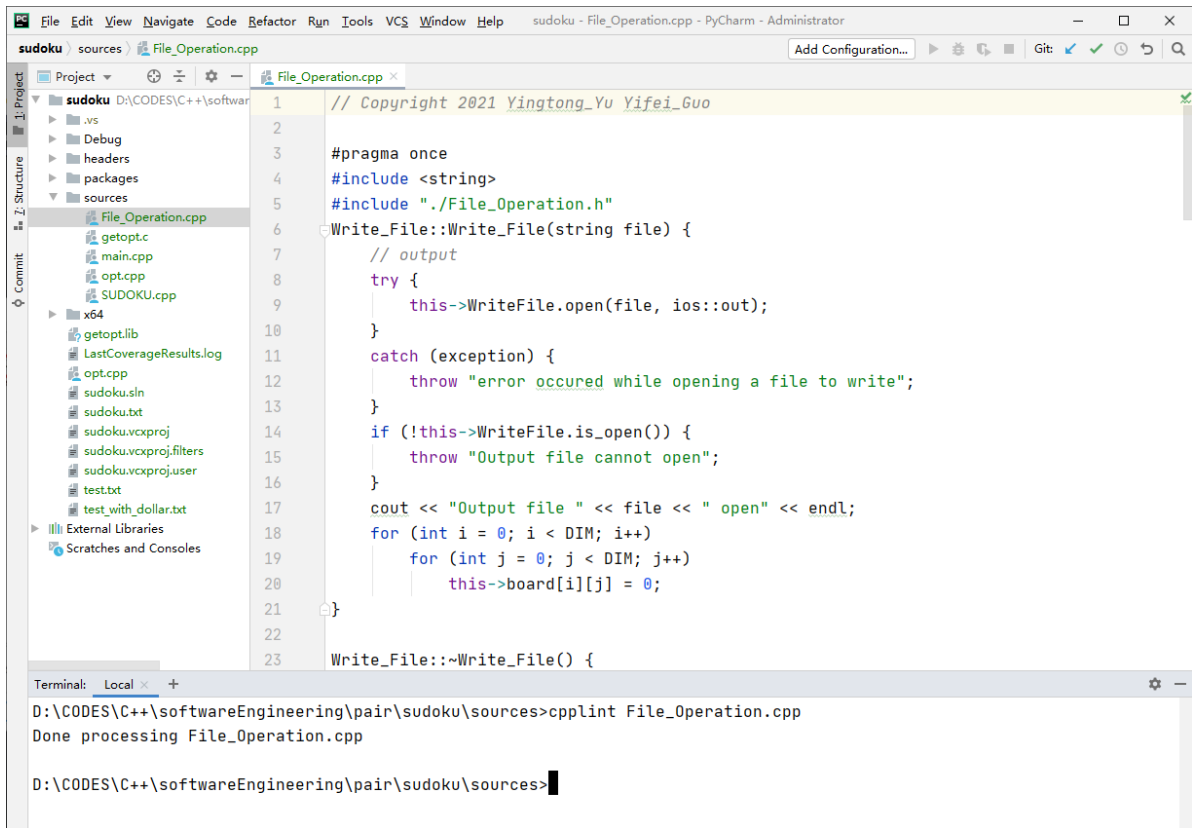 File Edit View Navigate Code Refactor Run Tools VCS Window Help sudoku - File_Operation.cpp - PyCharm - Administrator
sudoku sources File_Operation.cpp Add Configuration... Git:
Project File_Operation.cpp
1: Project
Z: Structure
Commit
sudoku D:\CODES\C++\softwar
.vs
Debug
headers
packages
sources
File_Operation.cpp
getopt.c
main.cpp
opt.cpp
SUDOKU.cpp
x64
getopt.lib
LastCoverageResults.log
opt.cpp
sudoku.sln
sudoku.txt
sudoku.vcxproj
sudoku.vcxproj.filters
sudoku.vcxproj.user
test.txt
test_with_dollar.txt
External Libraries
Scratches and Consoles
1 // Copyright 2021 Yingtong_Yu Yifei_Guo
2
3 #pragma once
4 #include <string>
5 #include "./File_Operation.h"
6 Write_File::Write_File(string file) {
7 // output
8 try {
9 this->WriteFile.open(file, ios::out);
10 }
11 catch (exception) {
12 throw "error occured while opening a file to write";
13 }
14 if (!this->WriteFile.is_open()) {
15 throw "Output file cannot open";
16 }
17 cout << "Output file " << file << " open" << endl;
18 for (int i = 0; i < DIM; i++)
19 for (int j = 0; j < DIM; j++)
20 this->board[i][j] = 0;
21 }
22
23 Write_File::~Write_File() {
Terminal: Local +
D:\CODES\C++\softwareEngineering\pair\sudoku\sources>cpplint File_Operation.cpp
Done processing File_Operation.cpp
D:\CODES\C++\softwareEngineering\pair\sudoku\sources>